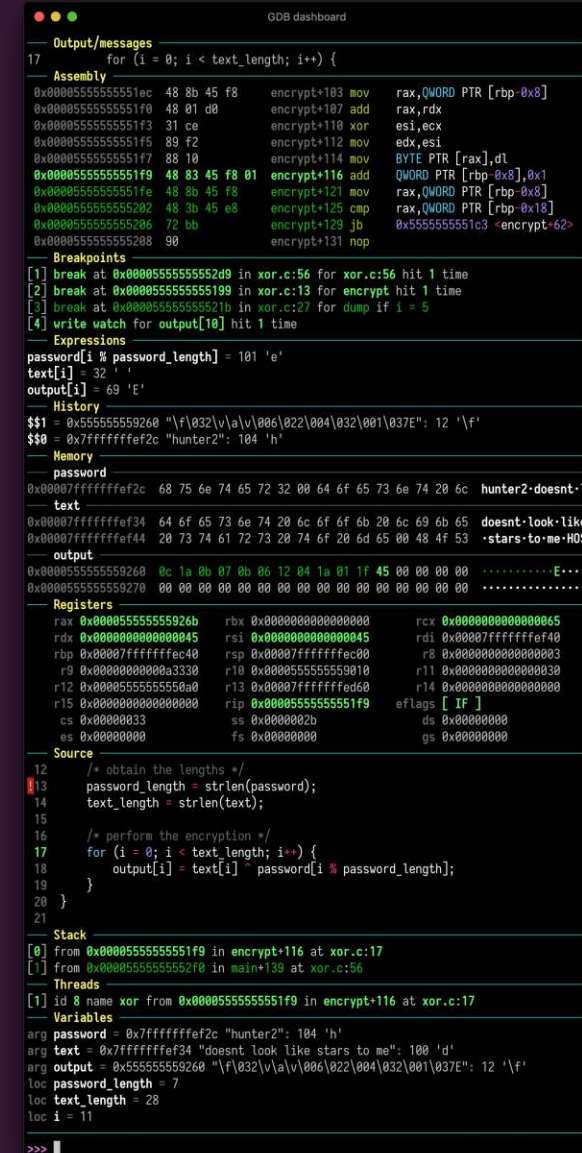 GDB dashboard
─── Output/messages
17 for (i = 0; i < text_length; i++) {
─── Assembly
0x00005555555551ec 48 8b 45 f8 encrypt+103 mov rax,QWORD PTR [rbp-0x8]
0x00005555555551f0 48 01 d0 encrypt+107 add rax,rdx
0x00005555555551f3 31 ce encrypt+110 xor esi,ecx
0x00005555555551f5 89 f2 encrypt+112 mov edx,esi
0x00005555555551f7 88 10 encrypt+114 mov BYTE PTR [rax],dl
0x00005555555551f9 48 83 45 f8 01 encrypt+116 add QWORD PTR [rbp-0x8],0x1
0x00005555555551fe 48 8b 45 f8 encrypt+121 mov rax,QWORD PTR [rbp-0x8]
0x0000555555555202 48 3b 45 e8 encrypt+125 cmp rax,QWORD PTR [rbp-0x18]
0x0000555555555206 72 bb encrypt+129 jb 0x5555555551c3 <encrypt+62>
0x0000555555555208 90 encrypt+131 nop
─── Breakpoints
[1] break at 0x00005555555552d9 in xor.c:56 for xor.c:56 hit 1 time
[2] break at 0x0000555555555199 in xor.c:13 for encrypt hit 1 time
[3] break at 0x000055555555521b in xor.c:27 for dump if i = 5
[4] write watch for output[10] hit 1 time
─── Expressions
password[i % password_length] = 101 'e'
text[i] = 32 ' '
output[i] = 69 'E'
─── History
$$1 = 0x555555559260 "\f\032\v\a\v\006\022\004\032\001\037E": 12 '\f'
$$0 = 0x7fffffffef2c "hunter2": 104 'h'
─── Memory
─── password
0x00007fffffffef2c 68 75 6e 74 65 72 32 00 64 6f 65 73 6e 74 20 6c hunter2·doesnt·l
─── text
0x00007fffffffef34 64 6f 65 73 6e 74 20 6c 6f 6f 6b 20 6c 69 6b 65 doesnt·look·like
0x00007fffffffef44 20 73 74 61 72 73 20 74 6f 20 6d 65 00 48 4f 53 ·stars·to·me·HOS
─── output
0x0000555555559260 0c 1a 0b 07 0b 06 12 04 1a 01 1f 45 00 00 00 00 ···········E····
0x0000555555559270 00 00 00 00 00 00 00 00 00 00 00 00 00 00 00 00 ················
─── Registers
rax 0x000055555555926b rbx 0x0000000000000000 rcx 0x0000000000000065
rdx 0x0000000000000045 rsi 0x0000000000000045 rdi 0x00007fffffffef40
rbp 0x00007fffffffec40 rsp 0x00007fffffffec00 r8 0x0000000000000003
r9 0x00000000000a3330 r10 0x0000555555559010 r11 0x0000000000000030
r12 0x00005555555550a0 r13 0x00007fffffffed60 r14 0x0000000000000000
r15 0x0000000000000000 rip 0x00005555555551f9 eflags [ IF ]
cs 0x00000033 ss 0x0000002b ds 0x00000000
es 0x00000000 fs 0x00000000 gs 0x00000000
─── Source
12 /* obtain the lengths */
!13 password_length = strlen(password);
14 text_length = strlen(text);
15
16 /* perform the encryption */
17 for (i = 0; i < text_length; i++) {
18 output[i] = text[i] ^ password[i % password_length];
19 }
20 }
21
─── Stack
[0] from 0x00005555555551f9 in encrypt+116 at xor.c:17
[1] from 0x00005555555552f0 in main+139 at xor.c:56
─── Threads
[1] id 8 name xor from 0x00005555555551f9 in encrypt+116 at xor.c:17
─── Variables
arg password = 0x7fffffffef2c "hunter2": 104 'h'
arg text = 0x7fffffffef34 "doesnt look like stars to me": 100 'd'
arg output = 0x555555559260 "\f\032\v\a\v\006\022\004\032\001\037E": 12 '\f'
loc password_length = 7
loc text_length = 28
loc i = 11
>>>